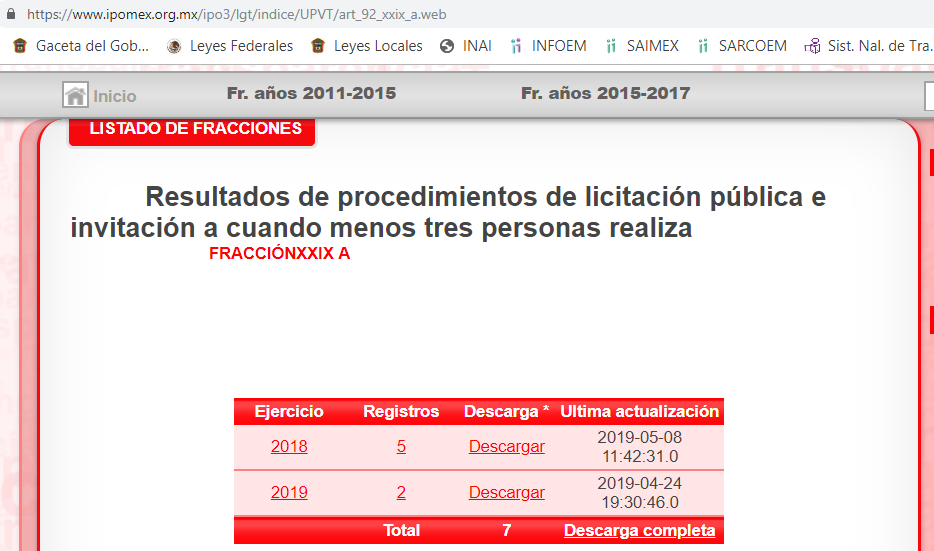 https://www.ipomex.org.mx/ipo3/lgt/indice/UPVT/art_92_xxix_a.web
Gaceta del Gob... Leyes Federales Leyes Locales INAI INFOEM SAIMEX SARCOEM Sist. Nal. de Tra.
Inicio Fr. años 2011-2015 Fr. años 2015-2017
LISTADO DE FRACCIONES
Resultados de procedimientos de licitación pública e
invitación a cuando menos tres personas realiza
FRACCIÓNXXIX A
Ejercicio Registros Descarga * Ultima actualización
2018 5 Descargar 2019-05-08
11:42:31.0
2019 2 Descargar 2019-04-24
19:30:46.0
Total 7 Descarga completa